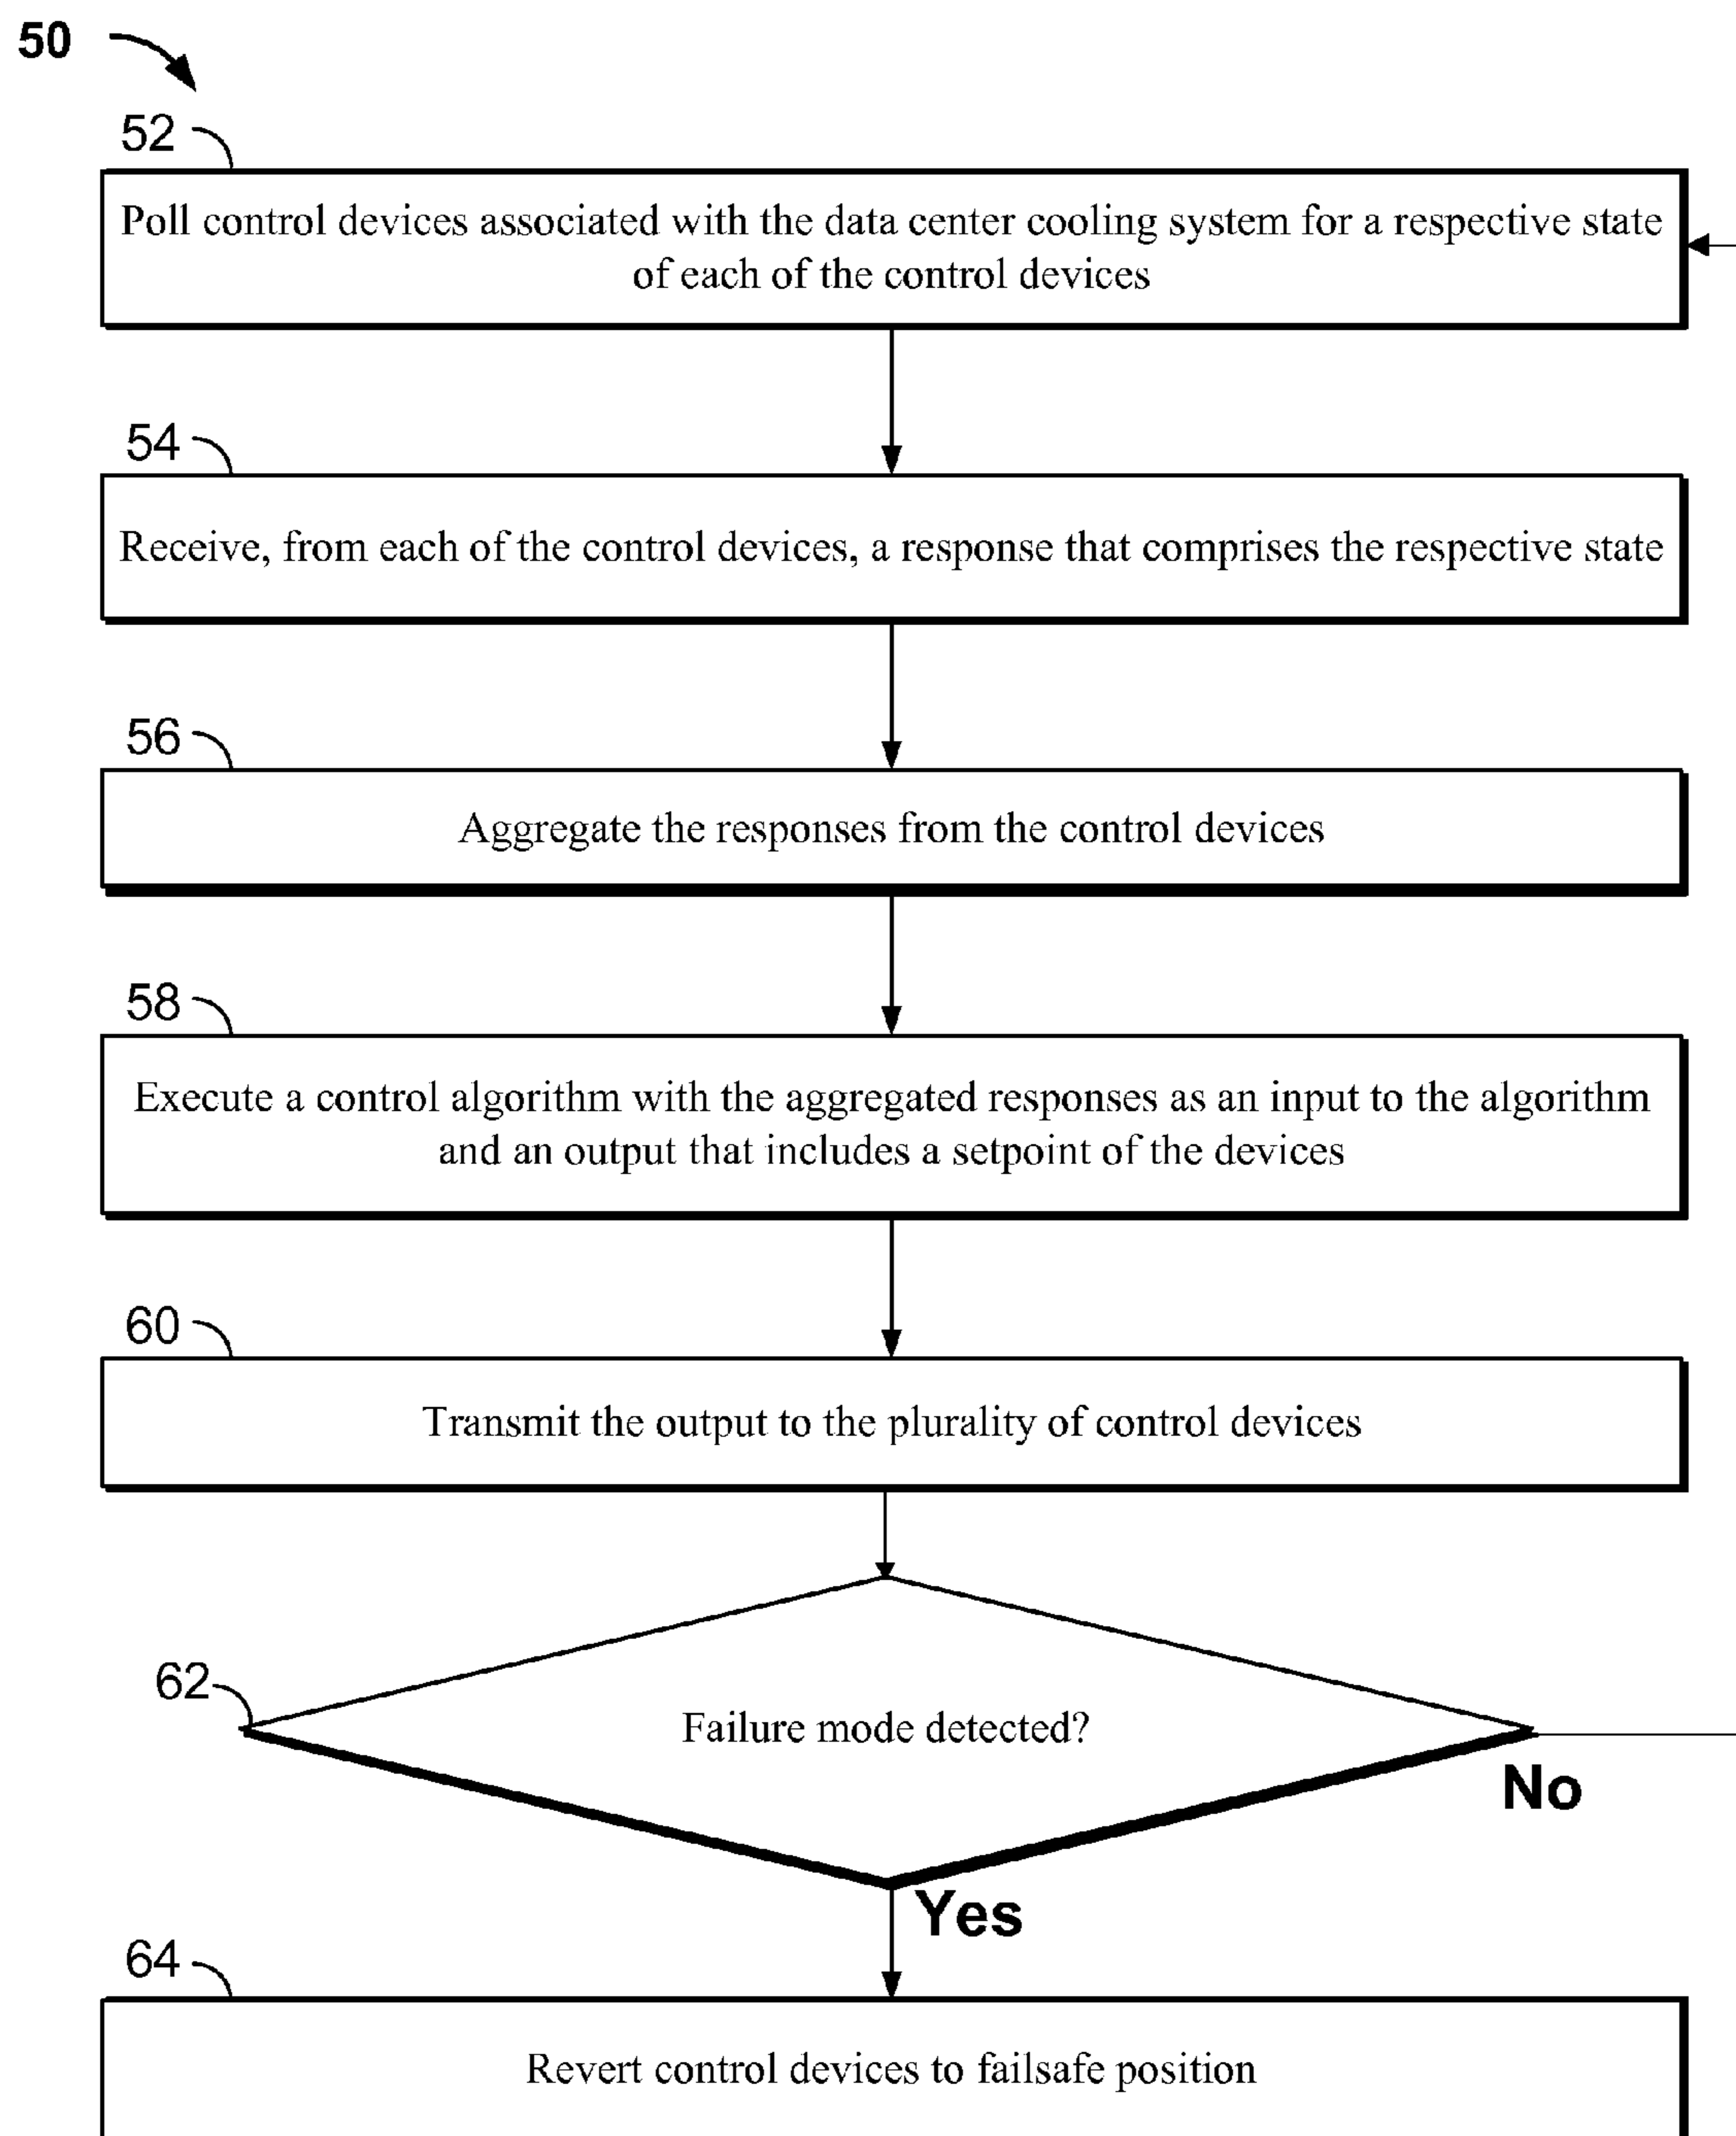 50
52
Poll control devices associated with the data center cooling system for a respective state
of each of the control devices
54
Receive, from each of the control devices, a response that comprises the respective state
56
Aggregate the responses from the control devices
58
Execute a control algorithm with the aggregated responses as an input to the algorithm
and an output that includes a setpoint of the devices
60
Transmit the output to the plurality of control devices
62
Failure mode detected?
No
Yes
64
Revert control devices to failsafe position